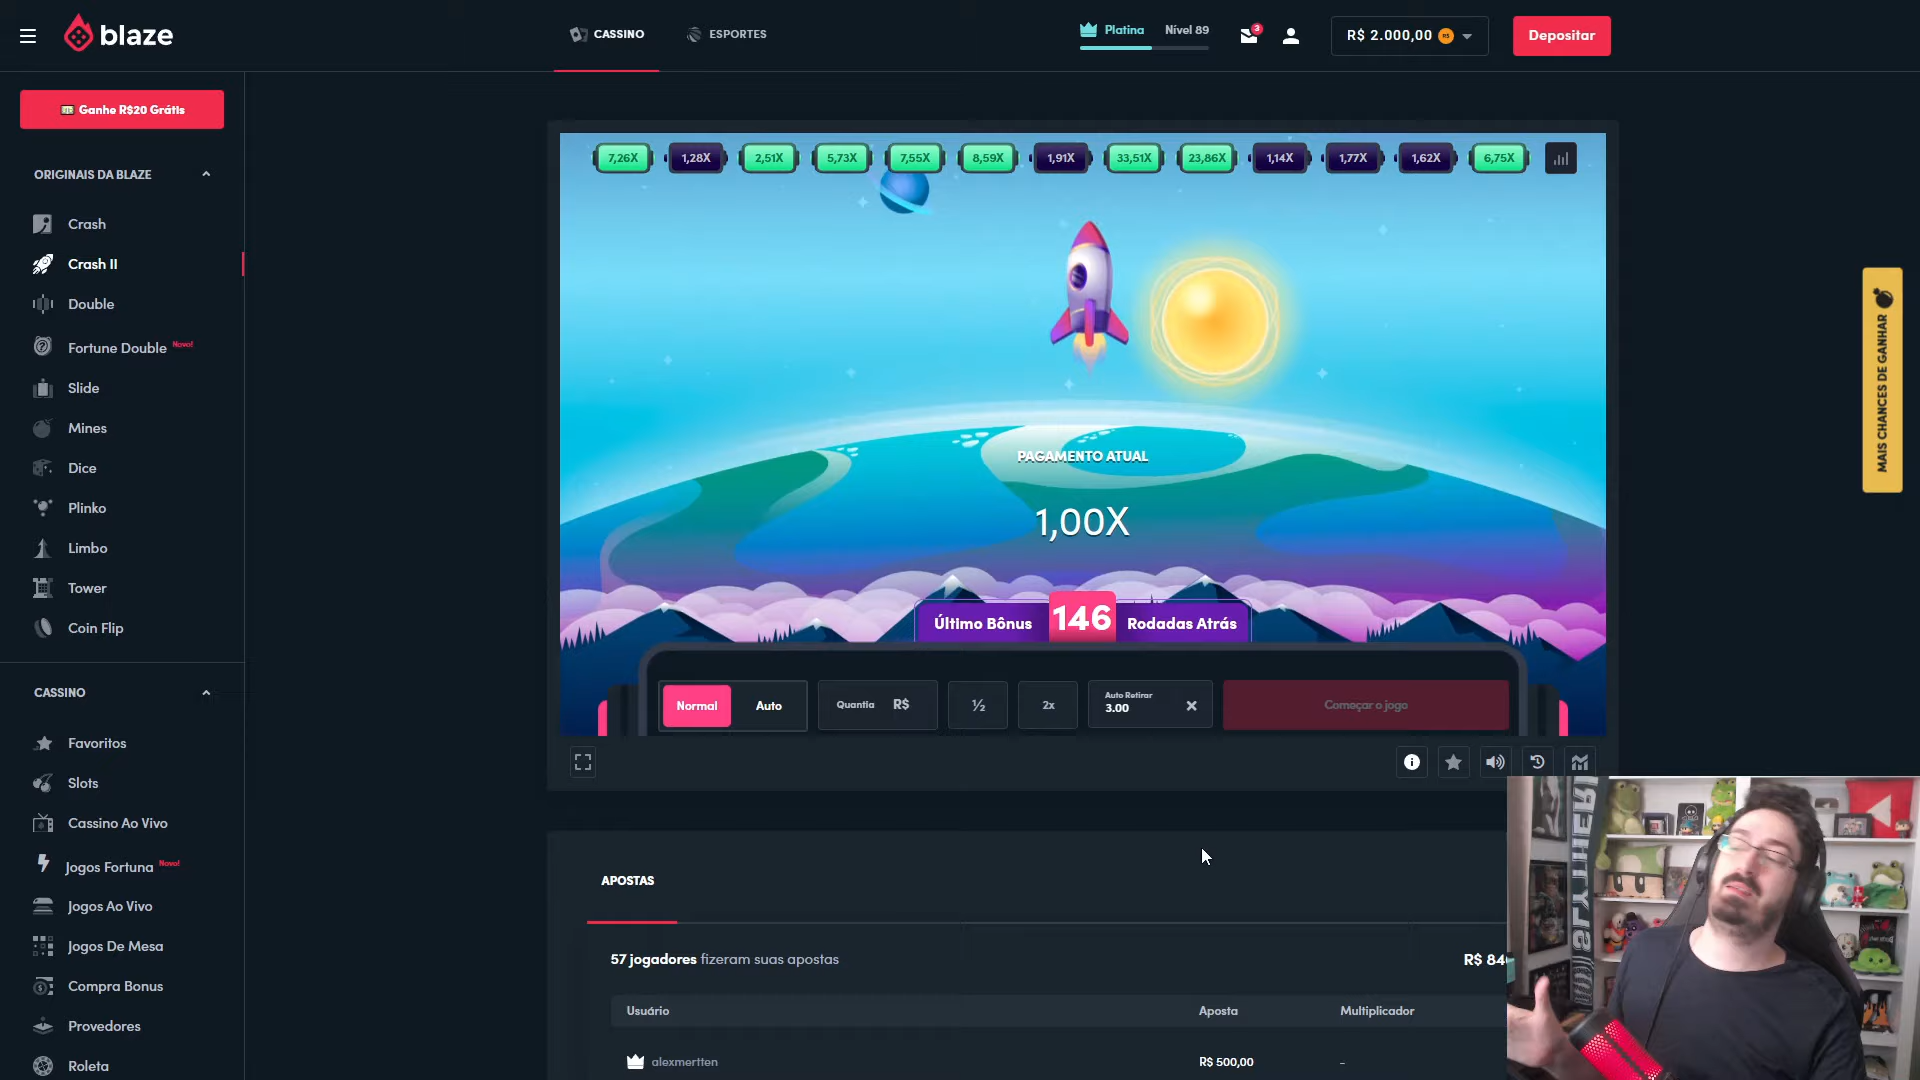 blaze
CASSINO
ESPORTES
Platina
Nível 89
3
R$ 2.000,00
R$
Depositar
Ganhe R$20 Grátis
ORIGINAIS DA BLAZE
Crash
Crash II
Double
Fortune Double Novo!
Slide
Mines
Dice
Plinko
Limbo
Tower
Coin Flip
CASSINO
Favoritos
Slots
Cassino Ao Vivo
Jogos Fortuna Novo!
Jogos Ao Vivo
Jogos De Mesa
Compra Bonus
Provedores
Roleta
7,26X
1,28X
2,51X
5,73X
7,55X
8,59X
1,91X
33,51X
23,86X
1,14X
1,77X
1,62X
6,75X
PAGAMENTO ATUAL
1,00X
Último Bônus 146 Rodadas Atrás
Normal
Auto
Quantia R$
½
2x
Auto Retirar
3.00
Começar o jogo
MAIS CHANCES DE GANHAR
APOSTAS
57 jogadores fizeram suas apostas
R$ 84
Usuário
Aposta
Multiplicador
alexmertten
R$ 500,00
-